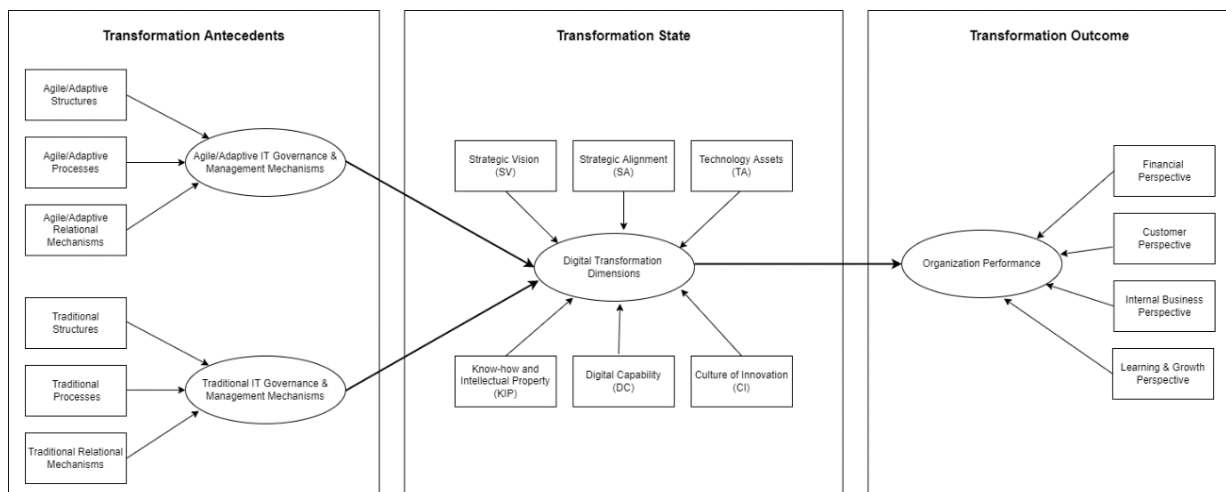 Transformation Antecedents
Agile/Adaptive
Structures
Agile/Adaptive
Processes
Agile/Adaptive
Relational
Mechanisms
Agile/Adaptive IT Governance &
Management Mechanisms
Traditional
Structures
Traditional
Processes
Traditional Relational
Mechanisms
Traditional IT Governance &
Management Mechanisms
Transformation State
Strategic Vision
(SV)
Strategic Alignment
(SA)
Technology Assets
(TA)
Digital Transformation
Dimensions
Know-how and
Intellectual Property
(KIP)
Digital Capability
(DC)
Culture of Innovation
(CI)
Transformation Outcome
Organization Performance
Financial
Perspective
Customer
Perspective
Internal Business
Perspective
Learning & Growth
Perspective